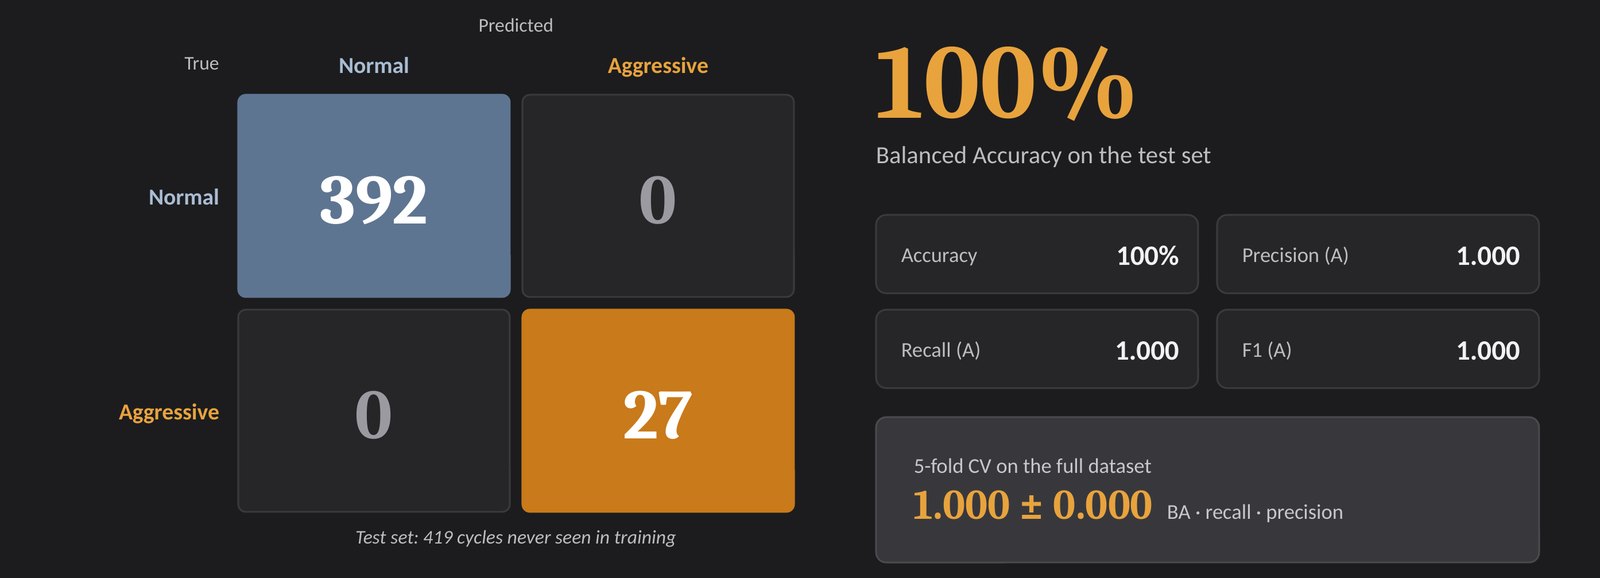 Predicted
True
Normal
Aggressive
Normal
392
0
Aggressive
0
27
Test set: 419 cycles never seen in training
100%
Balanced Accuracy on the test set
Accuracy
100%
Precision (A)
1.000
Recall (A)
1.000
F1 (A)
1.000
5-fold CV on the full dataset
1.000 ± 0.000 BA · recall · precision